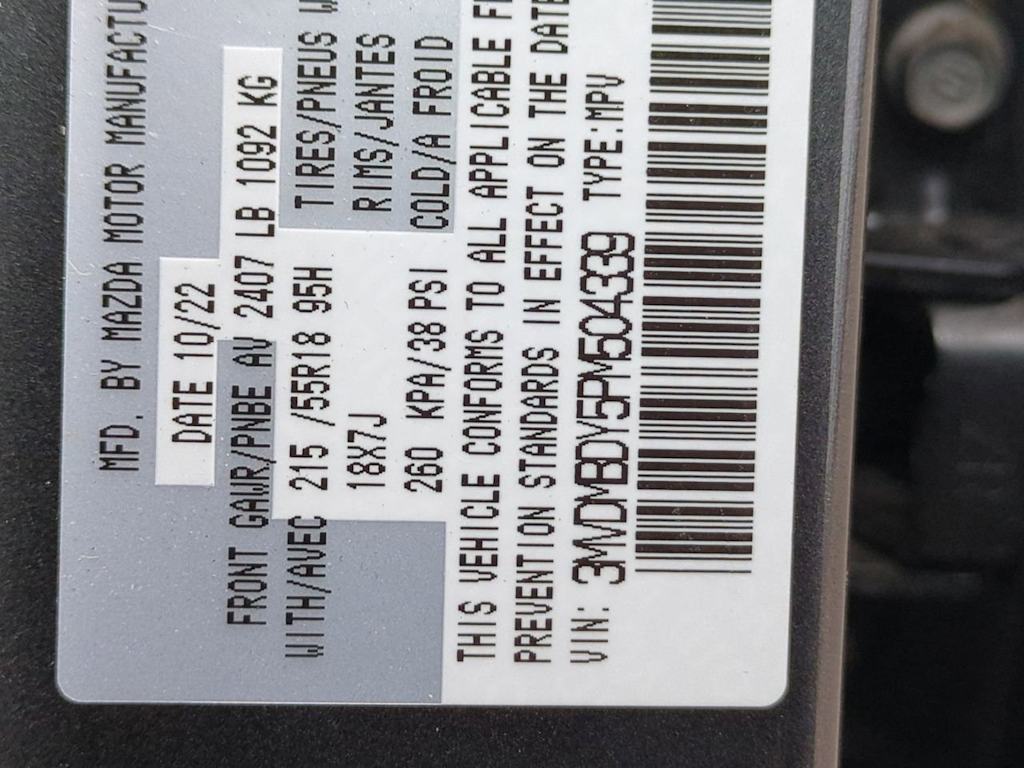 MFD. BY MAZDA MOTOR MANUFACTU
DATE 10/22
FRONT GAWR/PNBE AV 2407 LB 1092 KG
WITH/AVEC 215 /55R18 95H TIRES/PNEUS
18X7J RIMS/JANTES
260 KPA/38 PSI COLD/A FROID
THIS VEHICLE CONFORMS TO ALL APPLICABLE
PREVENTION STANDARDS IN EFFECT ON THE DATE
VIN: 3MVDMBDY5PM504339 TYPE:MPV